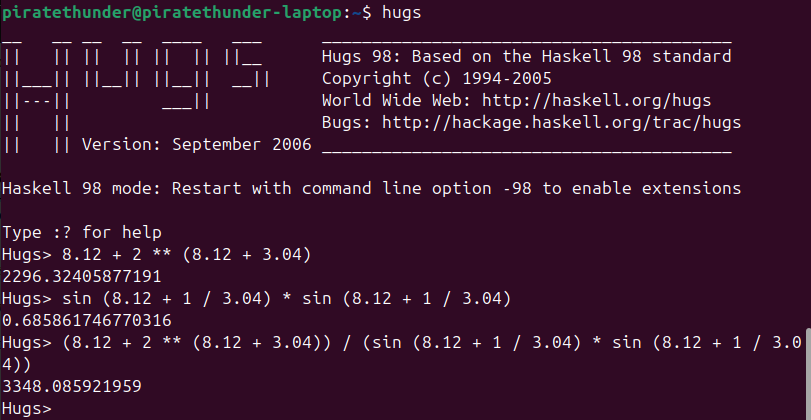 piratethunder@piratethunder-laptop:~$ hugs
__   __ __  __  ____   ___      _________________________________________
||   || ||  || ||  || ||__      Hugs 98: Based on the Haskell 98 standard
||___|| ||__|| ||__||  __||     Copyright (c) 1994-2005
||---||         ___||           World Wide Web: http://haskell.org/hugs
||   ||                         Bugs: http://hackage.haskell.org/trac/hugs
||   || Version: September 2006 _________________________________________
Haskell 98 mode: Restart with command line option -98 to enable extensions
Type :? for help
Hugs> 8.12 + 2 ** (8.12 + 3.04)
2296.32405877191
Hugs> sin (8.12 + 1 / 3.04) * sin (8.12 + 1 / 3.04)
0.685861746770316
Hugs> (8.12 + 2 ** (8.12 + 3.04)) / (sin (8.12 + 1 / 3.04) * sin (8.12 + 1 / 3.0
4))
3348.085921959
Hugs>